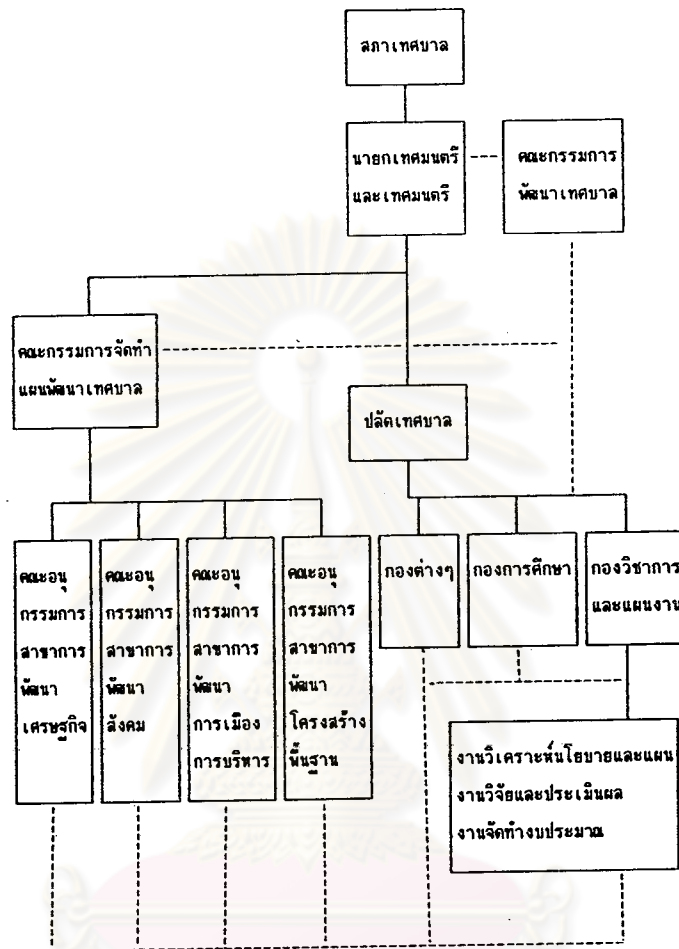 สภาเทศบาล
นายกเทศมนตรี
และเทศมนตรี
คณะกรรมการ
พัฒนาเทศบาล
คณะกรรมการจัดทำ
แผนพัฒนาเทศบาล
ปลัดเทศบาล
คณะอนุ
กรรมการ
สาขาการ
พัฒนา
เศรษฐกิจ
คณะอนุ
กรรมการ
สาขาการ
พัฒนา
สังคม
คณะอนุ
กรรมการ
สาขาการ
พัฒนา
การเมือง
การบริหาร
คณะอนุ
กรรมการ
สาขาการ
พัฒนา
โครงสร้าง
พื้นฐาน
กองต่างๆ
กองการศึกษา
กองวิชาการ
และแผนงาน
งานวิเคราะห์นโยบายและแผน
งานวิจัยและประเมินผล
งานจัดทำงบประมาณ